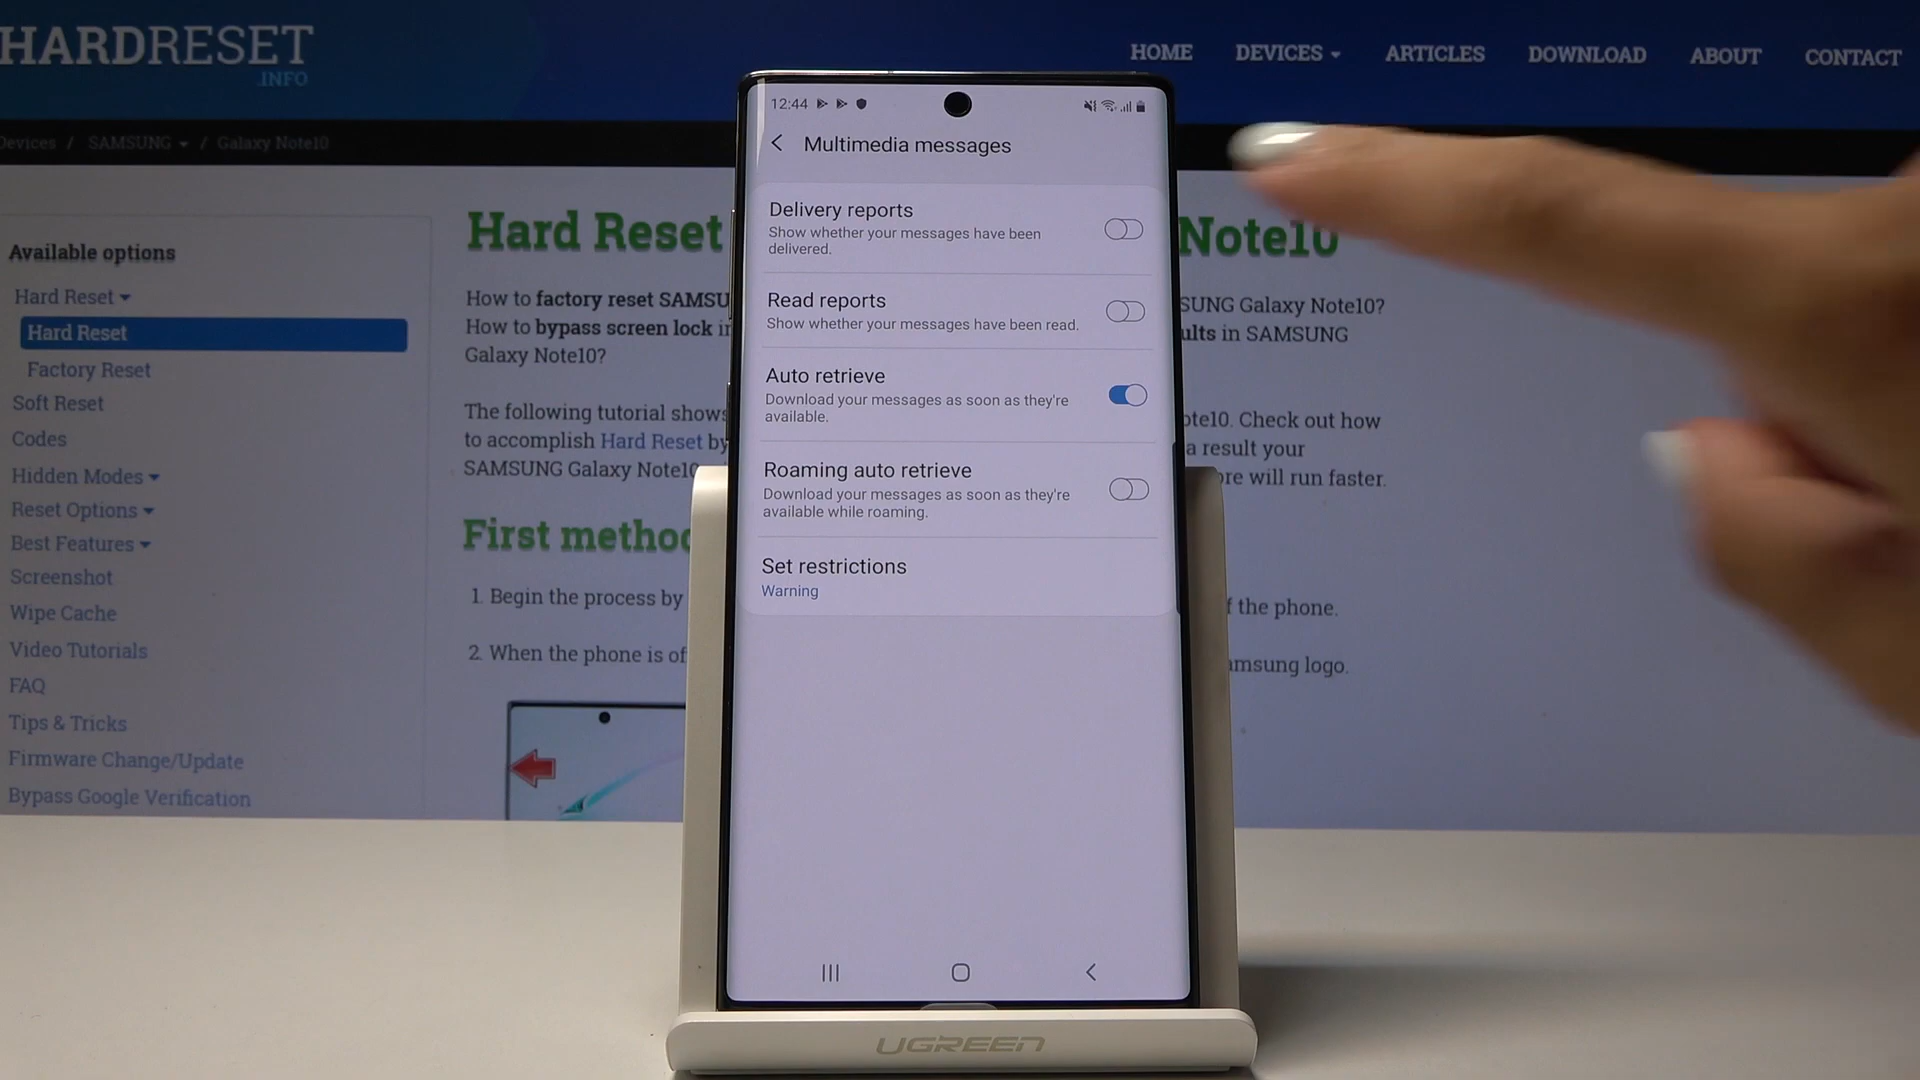 HARDRESET
.INFO
HOME DEVICES ARTICLES DOWNLOAD ABOUT CONTACT
Devices / SAMSUNG / Galaxy Note10
Available options
Hard Reset
Hard Reset
Factory Reset
Soft Reset
Codes
Hidden Modes
Reset Options
Best Features
Screenshot
Wipe Cache
Video Tutorials
FAQ
Tips & Tricks
Firmware Change/Update
Bypass Google Verification
Hard Reset
Note10
How to factory reset SAMSU
SUNG Galaxy Note10?
How to bypass screen lock in
ults in SAMSUNG
Galaxy Note10?
The following tutorial shows
ote10. Check out how
to accomplish Hard Reset by
a result your
SAMSUNG Galaxy Note10
ore will run faster.
First method
1. Begin the process by
f the phone.
2. When the phone is of
amsung logo.
12:44
Multimedia messages
Delivery reports
Show whether your messages have been
delivered.
Read reports
Show whether your messages have been read.
Auto retrieve
Download your messages as soon as they're
available.
Roaming auto retrieve
Download your messages as soon as they're
available while roaming.
Set restrictions
Warning
UGREEN